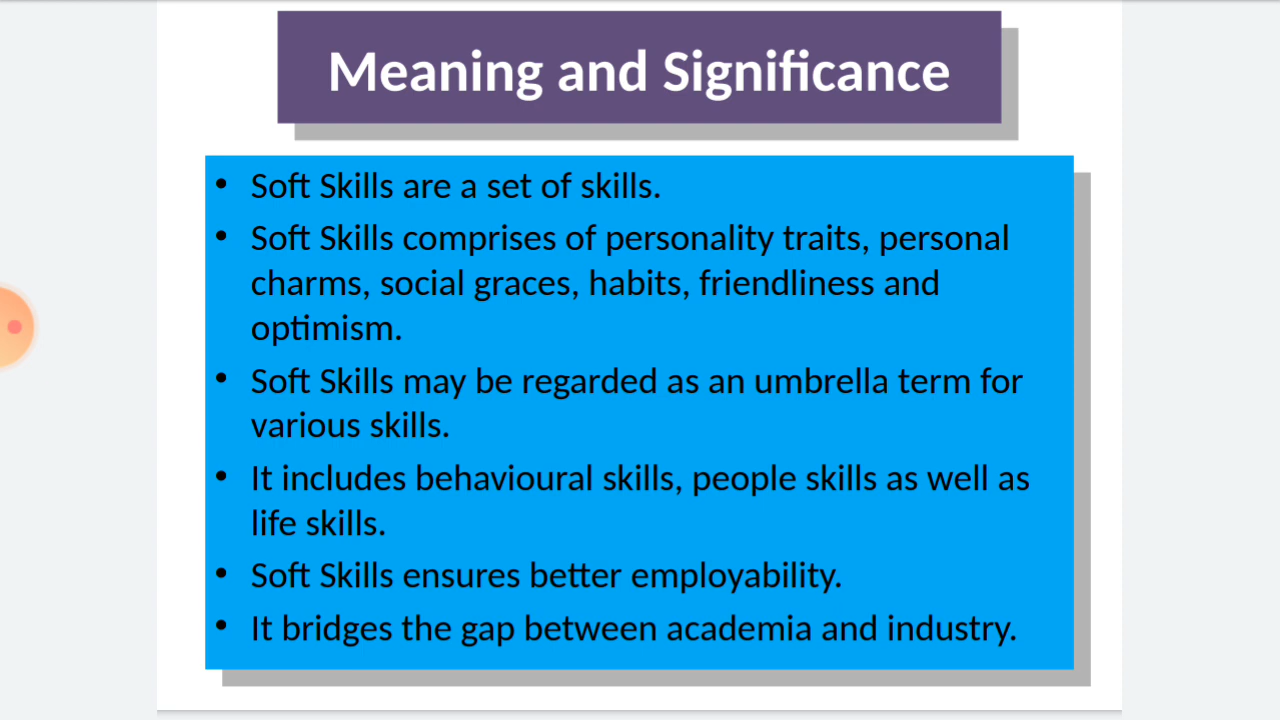 Meaning and Significance
• Soft Skills are a set of skills.
• Soft Skills comprises of personality traits, personal
charms, social graces, habits, friendliness and
optimism.
• Soft Skills may be regarded as an umbrella term for
various skills.
• It includes behavioural skills, people skills as well as
life skills.
• Soft Skills ensures better employability.
• It bridges the gap between academia and industry.